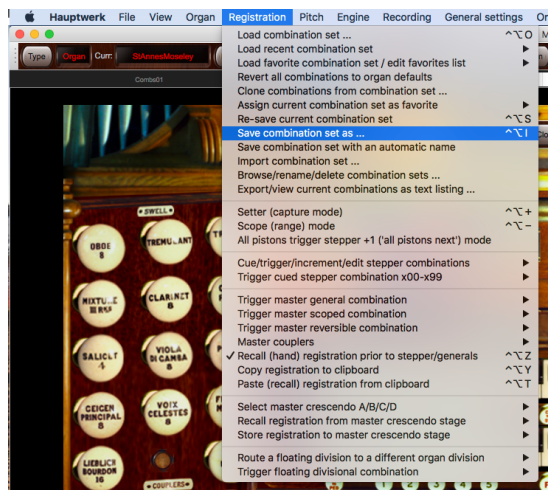 Hauptwerk File View Organ Registration Pitch Engine Recording General settings
Type Organ Curr: StAnnesMoseley
Combs01
Load combination set ... ^⌥O
Load recent combination set ▶
Load favorite combination set / edit favorites list ▶
Revert all combinations to organ defaults
Clone combinations from combination set ...
Assign current combination set as favorite ▶
Re-save current combination set ^⌥S
Save combination set as ... ^⌥I
Save combination set with an automatic name
Import combination set ...
Browse/rename/delete combination sets ...
Export/view current combinations as text listing ...
Setter (capture mode) ^⌥+
Scope (range) mode ^⌥-
All pistons trigger stepper +1 ('all pistons next') mode
Cue/trigger/increment/edit stepper combinations ▶
Trigger cued stepper combination x00-x99 ▶
Trigger master general combination ▶
Trigger master scoped combination ▶
Trigger master reversible combination ▶
Master couplers ▶
✓ Recall (hand) registration prior to stepper/generals ^⌥Z
Copy registration to clipboard ^⌥Y
Paste (recall) registration from clipboard ^⌥T
Select master crescendo A/B/C/D ▶
Recall registration from master crescendo stage ▶
Store registration to master crescendo stage ▶
Route a floating division to a different organ division ▶
Trigger floating divisional combination ▶
• SWELL •
OBOE 8
TREMULANT
MIXTURE III RKS
CLARINET 8
SALICLT 4
VIOLA DI GAMBA 8
GEIGEN PRINCIPAL 8
VOIX CELESTES 8
LIEBLICH BOURDON 16
• COUPLERS •
1 2 3 4 5